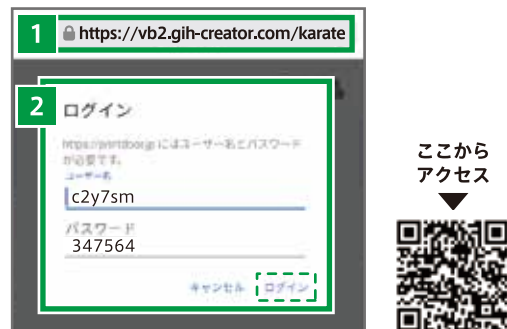 1
https://vb2.gih-creator.com/karate
2
ログイン
にはユーザー名とパスワード
が必要です。
ユーザー名
c2y7sm
パスワード
347564
キャンセル ログイン
ここから
アクセス